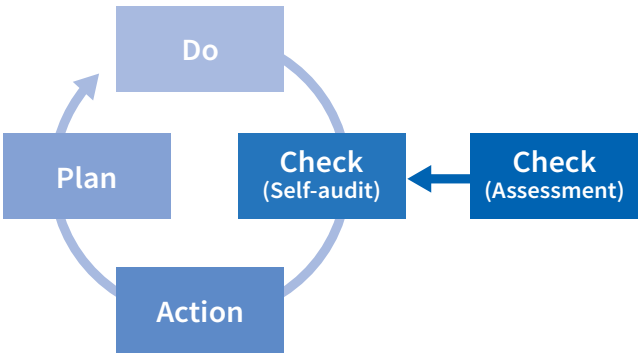 Do
Plan
Check
(Self-audit)
Check
(Assessment)
Action